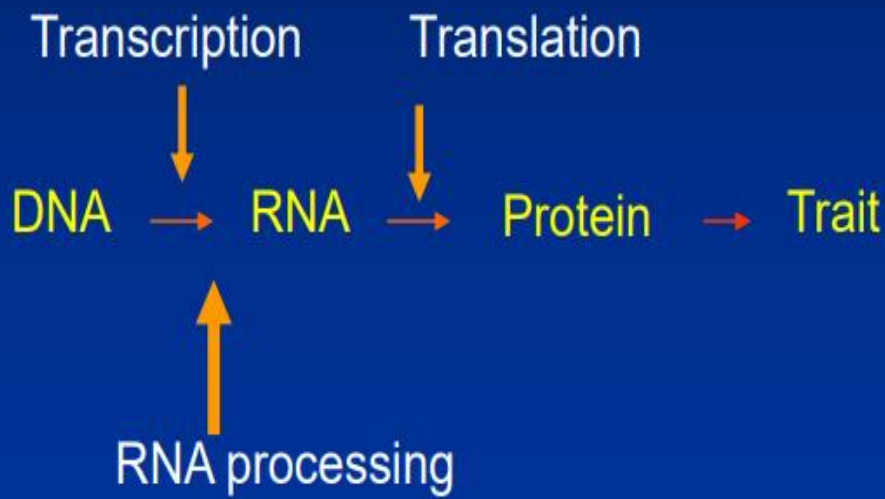 Transcription Translation
DNA RNA Protein Trait
RNA processing